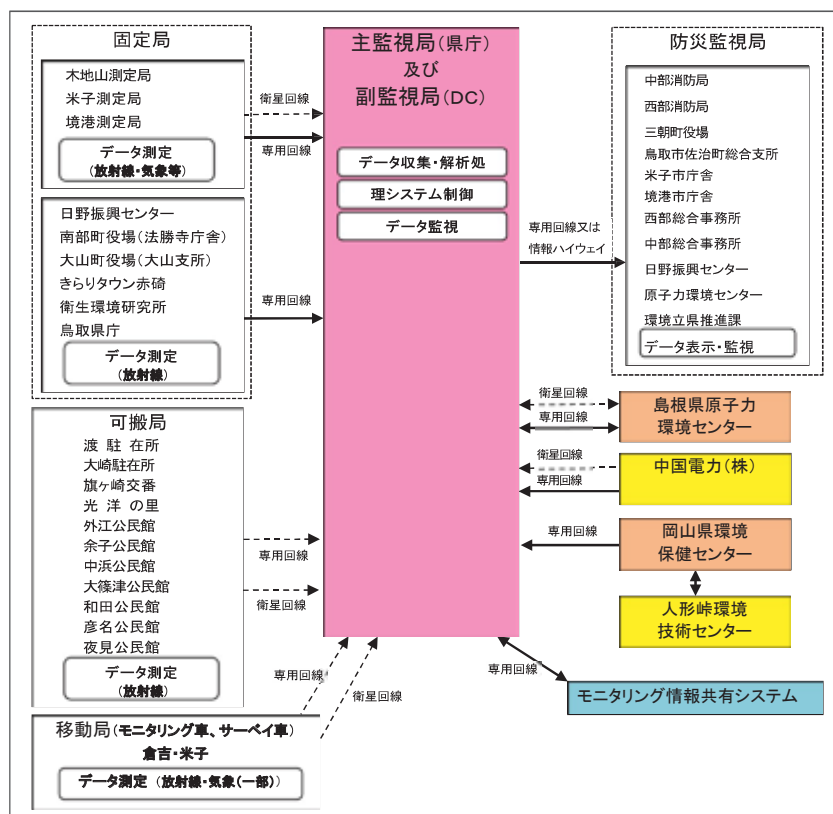 固定局
木地山測定局
米子測定局
境港測定局
データ測定
(放射線・気象等)
日野振興センター
南部町役場(法勝寺庁舎)
大山町役場(大山支所)
きらりタウン赤碕
衛生環境研究所
鳥取県庁
データ測定
(放射線)
可搬局
渡 駐 在所
大崎駐在所
旗ヶ崎交番
光 洋 の里
外江公民館
余子公民館
中浜公民館
大篠津公民館
和田公民館
彦名公民館
夜見公民館
データ測定
(放射線)
移動局(モニタリング車、サーベイ車)
倉吉・米子
データ測定 (放射線・気象(一部))
衛星回線
専用回線
専用回線
専用回線
衛星回線
専用回線
衛星回線
主監視局(県庁)
及び
副監視局(DC)
データ収集・解析処
理システム制御
データ監視
専用回線又は
情報ハイウェイ
衛星回線
専用回線
衛星回線
専用回線
専用回線
専用回線
防災監視局
中部消防局
西部消防局
三朝町役場
鳥取市佐治町総合支所
米子市庁舎
境港市庁舎
西部総合事務所
中部総合事務所
日野振興センター
原子力環境センター
環境立県推進課
データ表示・監視
島根県原子力
環境センター
中国電力(株)
岡山県環境
保健センター
人形峠環境
技術センター
モニタリング情報共有システム